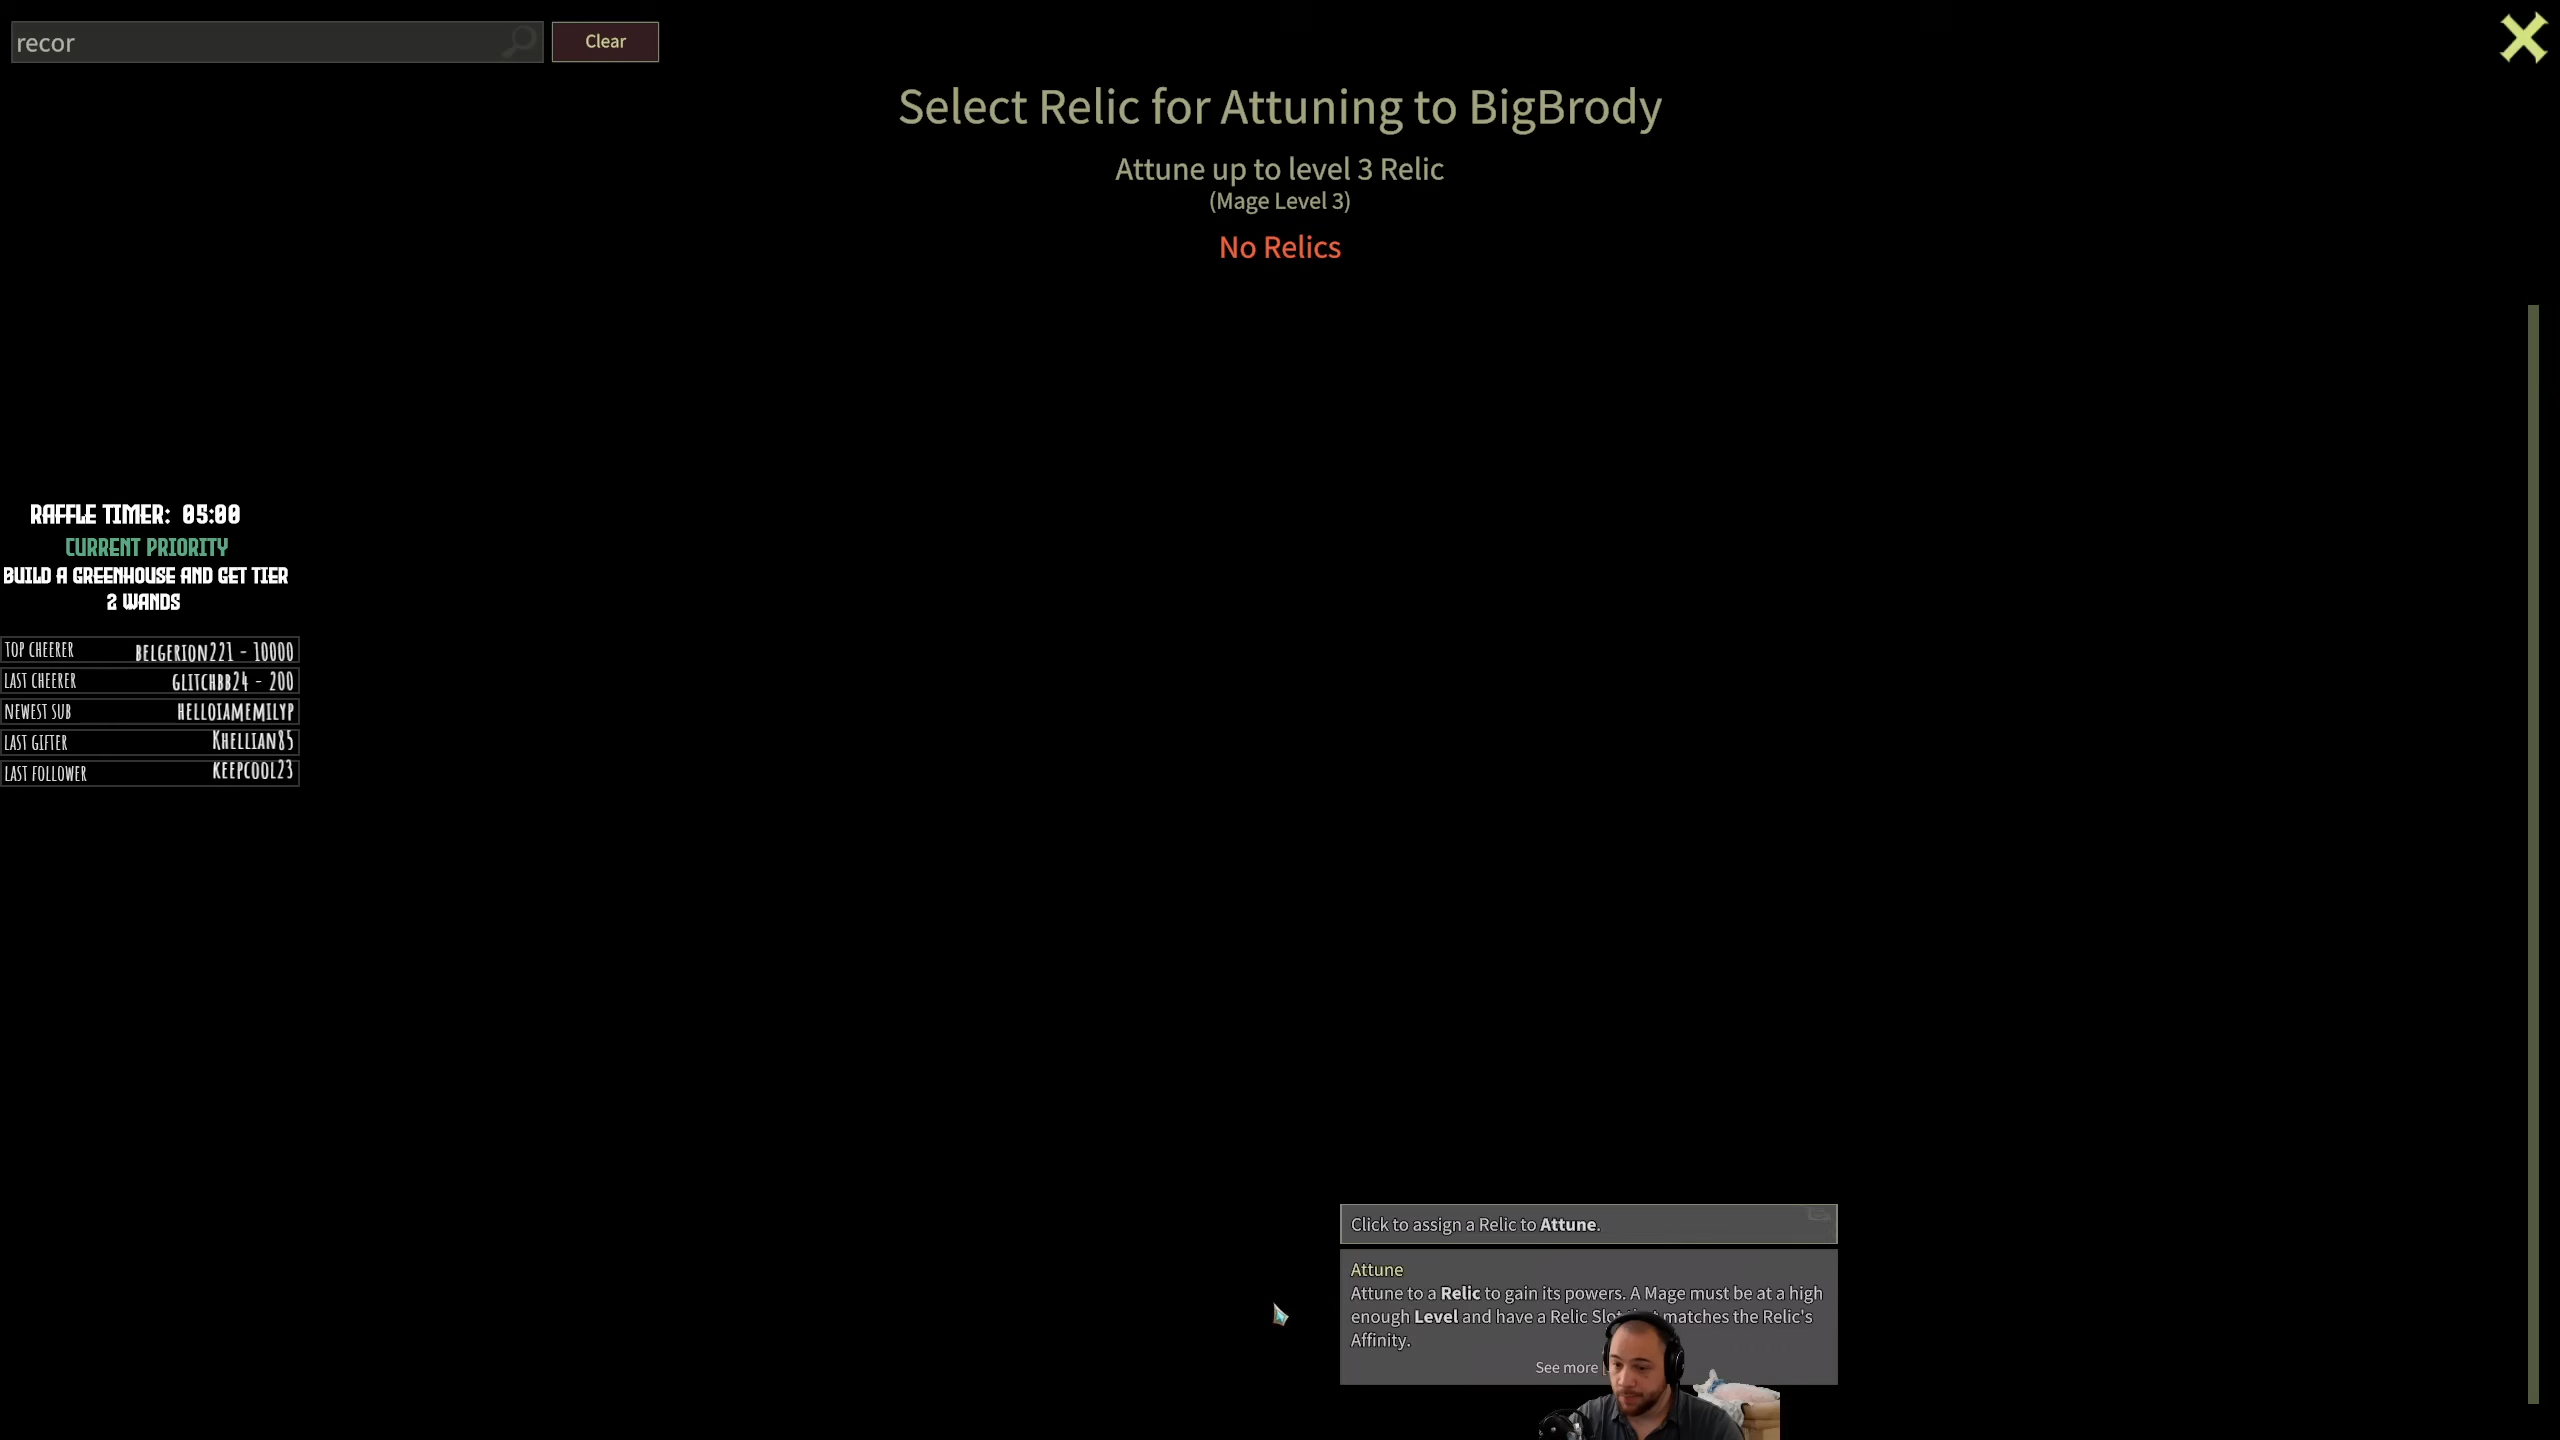 recor
Clear
Select Relic for Attuning to BigBrody
Attune up to level 3 Relic
(Mage Level 3)
No Relics
RAFFLE TIMER: 05:00
CURRENT PRIORITY
BUILD A GREENHOUSE AND GET TIER
2 WANDS
TOP CHEERER BELGERION221 - 10000
LAST CHEERER GLITCHBB24 - 200
NEWEST SUB HELLOIAMEMILYP
LAST GIFTER KHELLIAN85
LAST FOLLOWER KEEPCOOL23
Click to assign a Relic to Attune.
Attune
Attune to a Relic to gain its powers. A Mage must be at a high
enough Level and have a Relic matches the Relic's
Affinity.
See more